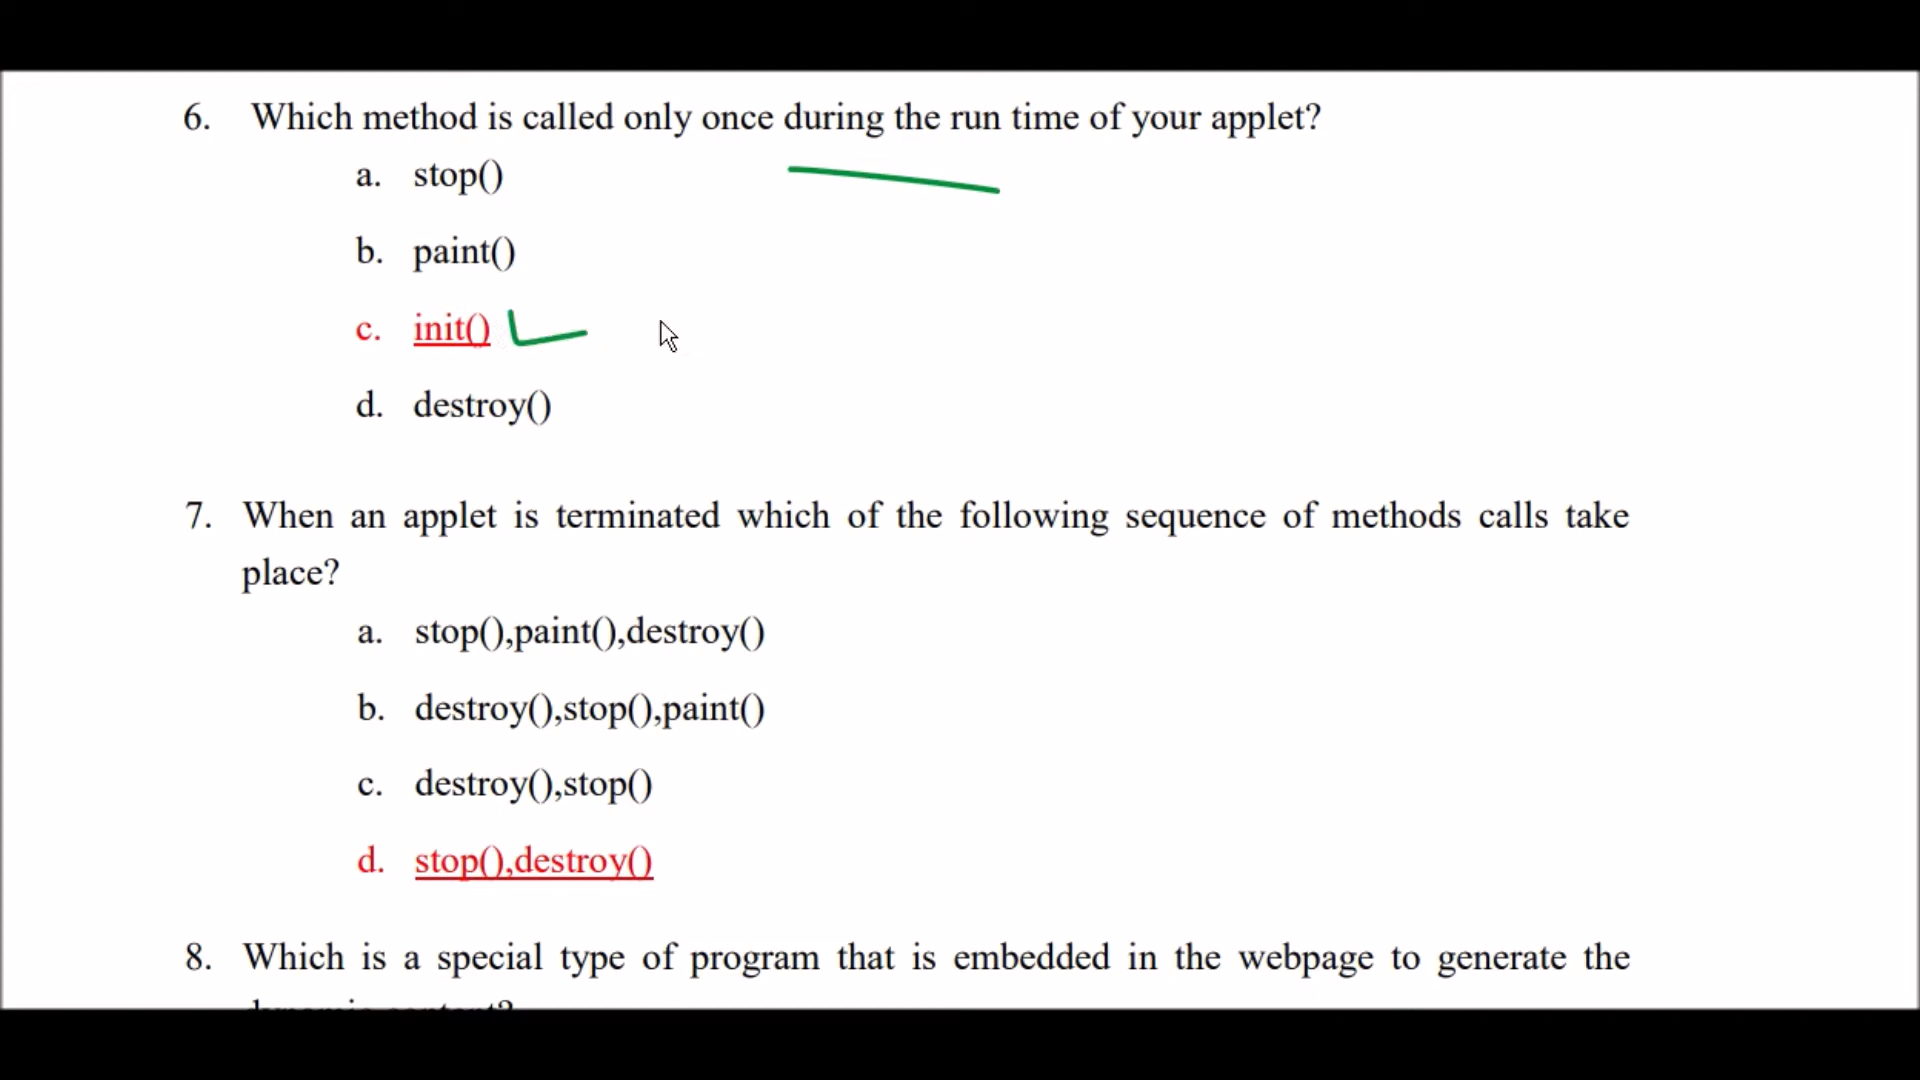 6. Which method is called only once during the run time of your applet?
a. stop()
b. paint()
c. init()
d. destroy()
7. When an applet is terminated which of the following sequence of methods calls take
place?
a. stop(),paint(),destroy()
b. destroy(),stop(),paint()
c. destroy(),stop()
d. stop(),destroy()
8. Which is a special type of program that is embedded in the webpage to generate the
dynamic content?